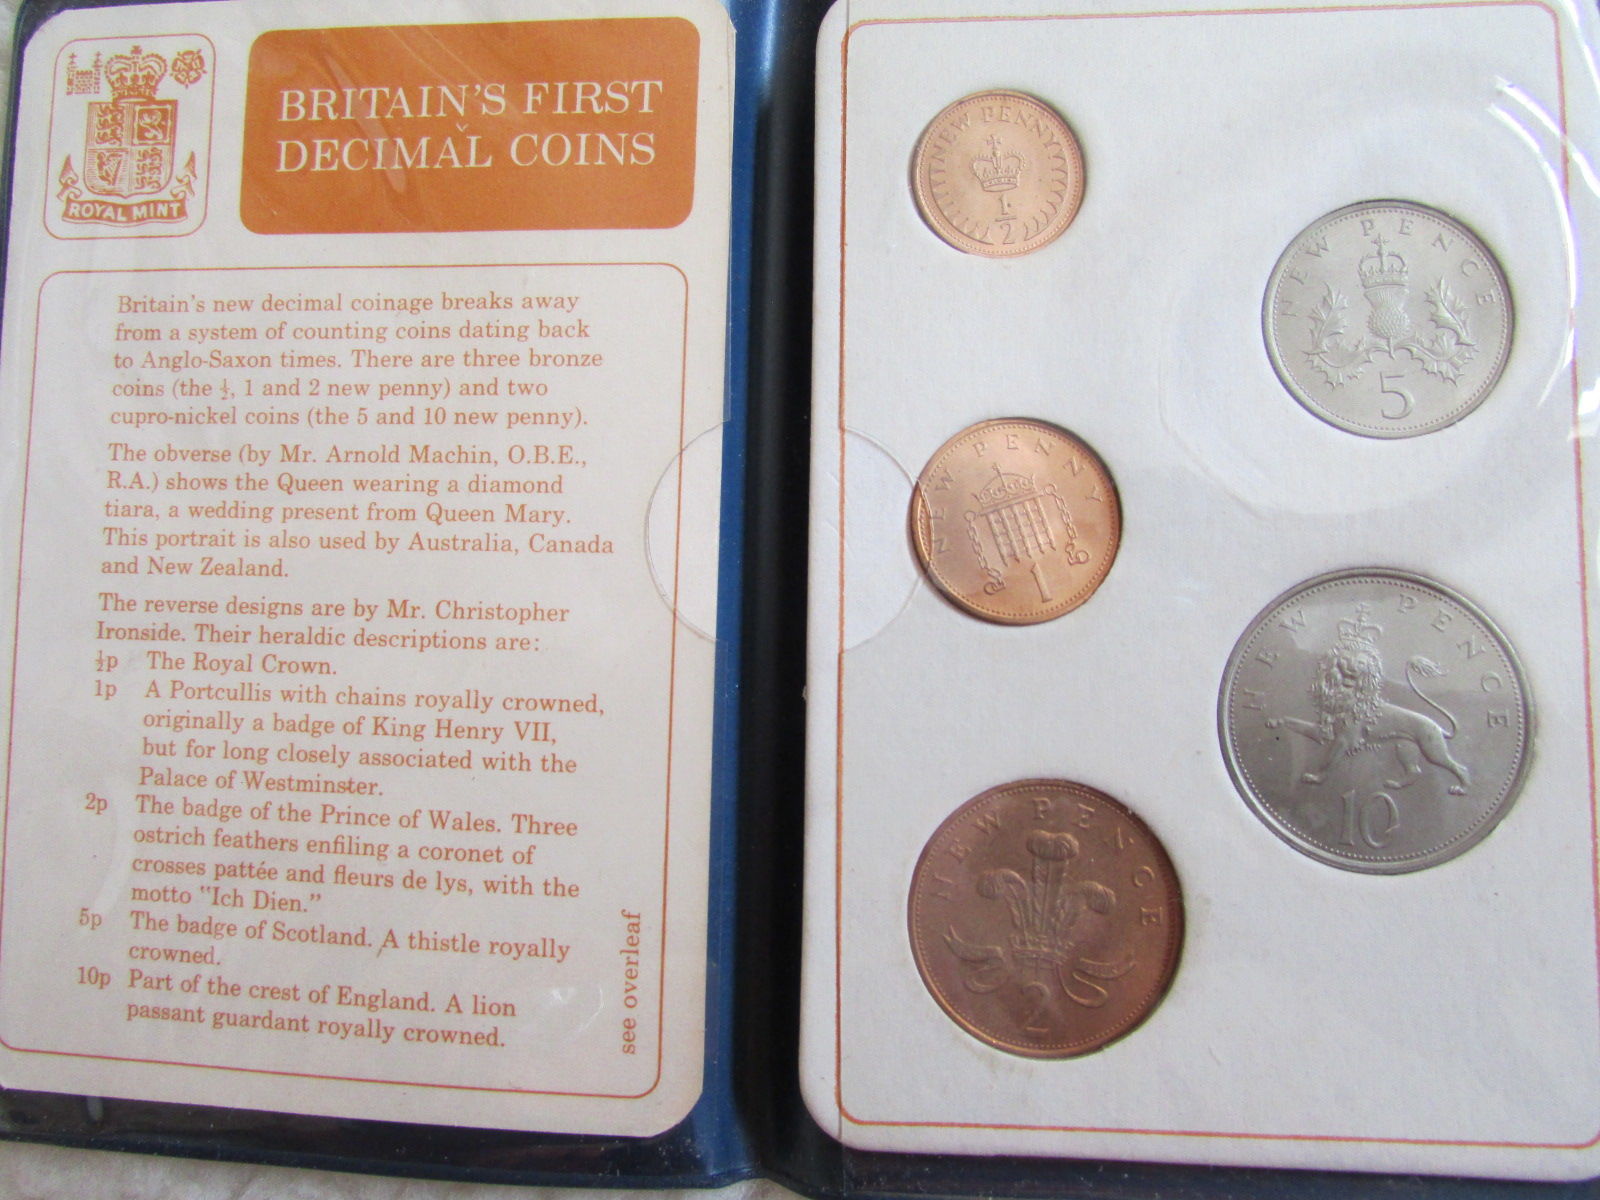 ROYAL MINT
BRITAIN'S FIRST
DECIMAL COINS
Britain's new decimal coinage breaks away
from a system of counting coins dating back
to Anglo-Saxon times. There are three bronze
coins (the ½, 1 and 2 new penny) and two
cupro-nickel coins (the 5 and 10 new penny).
The obverse (by Mr. Arnold Machin, O.B.E.,
R.A.) shows the Queen wearing a diamond
tiara, a wedding present from Queen Mary.
This portrait is also used by Australia, Canada
and New Zealand.
The reverse designs are by Mr. Christopher
Ironside. Their heraldic descriptions are:
½p The Royal Crown.
1p A Portcullis with chains royally crowned,
originally a badge of King Henry VII,
but for long closely associated with the
Palace of Westminster.
2p The badge of the Prince of Wales. Three
ostrich feathers enfiling a coronet of
crosses pattée and fleurs de lys, with the
motto "Ich Dien."
5p The badge of Scotland. A thistle royally
crowned.
10p Part of the crest of England. A lion
passant guardant royally crowned.
see overleaf
NEW PENNY
1/2
NEW PENCE
5
NEW PENNY
1
NEW PENCE
10
NEW PENCE
2